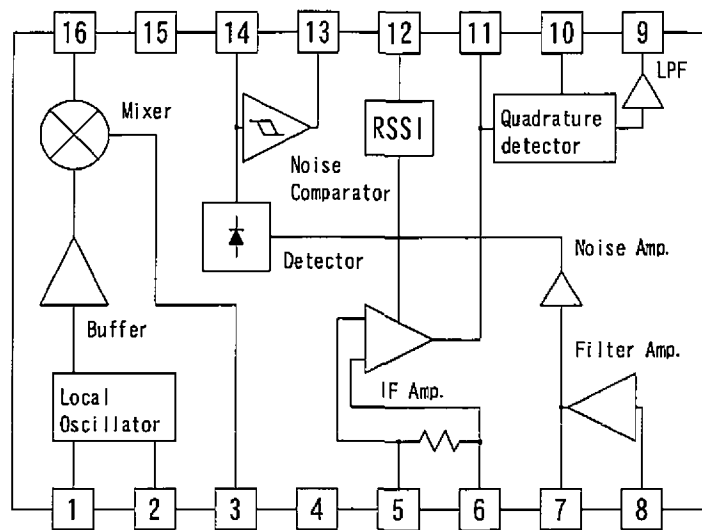 16 15 14 13 12 11 10 9
LPF
Mixer
RSSI
Quadrature
detector
Noise
Comparator
Detector
Noise Amp.
Buffer
Filter Amp.
IF Amp.
Local
Oscillator
1 2 3 4 5 6 7 8